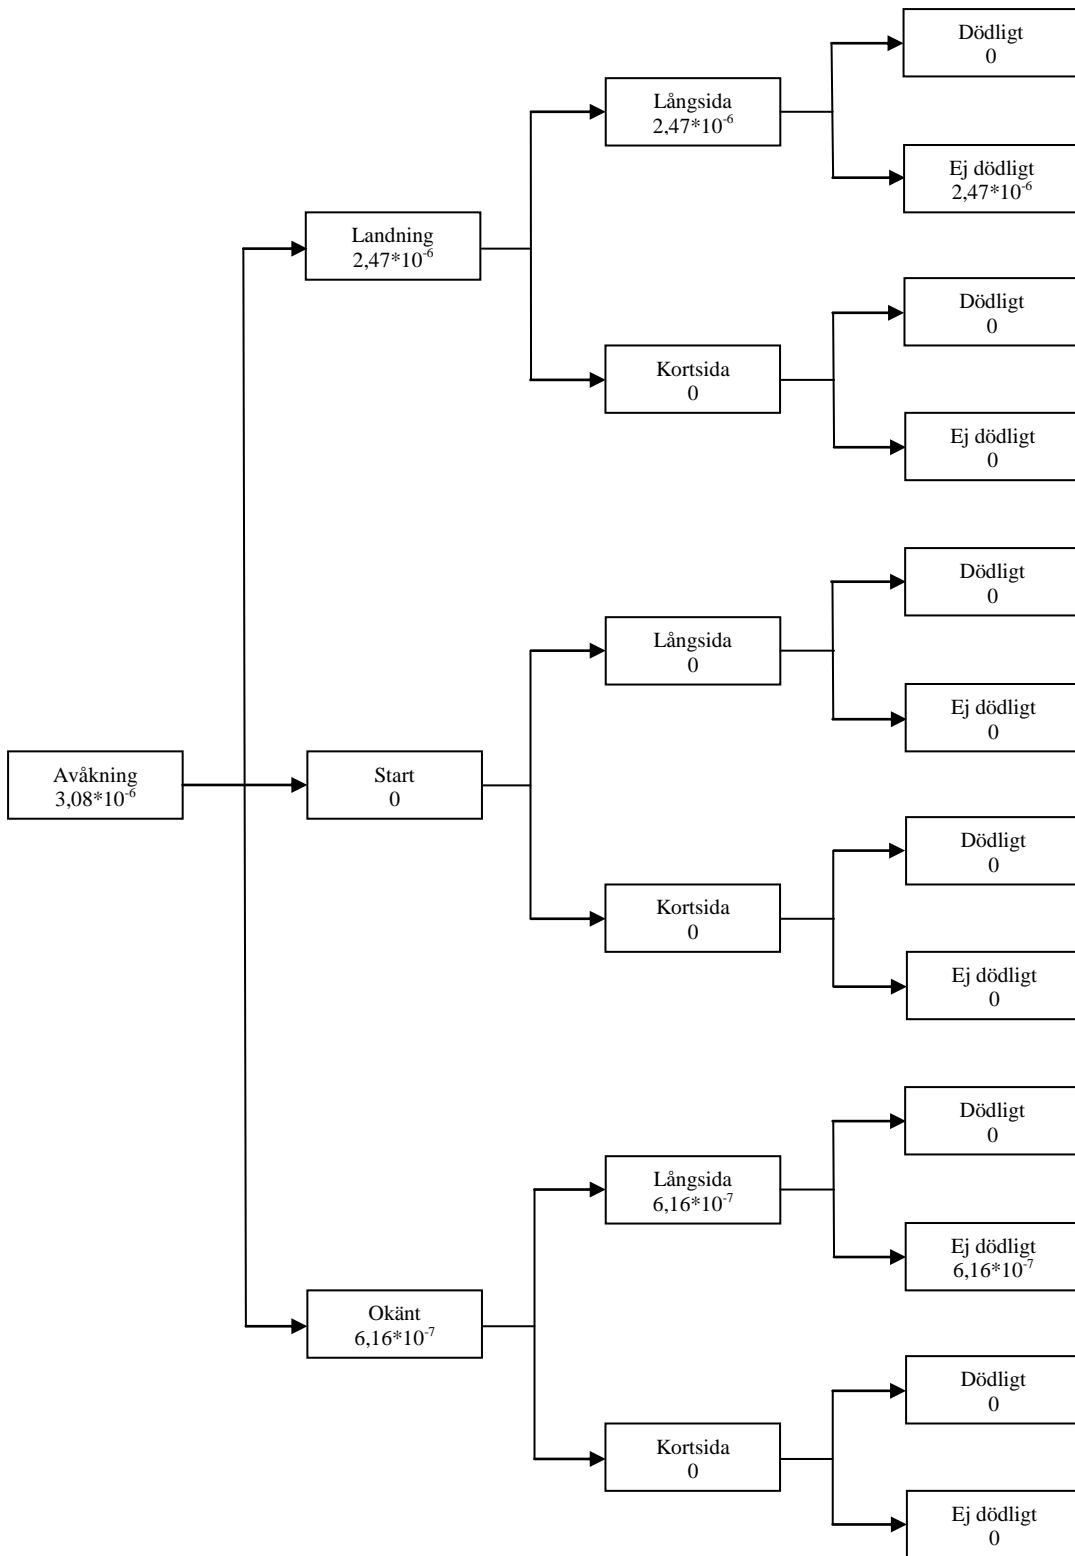 Dödligt
0
Långsida
2,47*10⁻⁶
Ej dödligt
2,47*10⁻⁶
Landning
2,47*10⁻⁶
Dödligt
0
Kortsida
0
Ej dödligt
0
Dödligt
0
Långsida
0
Ej dödligt
0
Avåkning
3,08*10⁻⁶
Start
0
Dödligt
0
Kortsida
0
Ej dödligt
0
Dödligt
0
Långsida
6,16*10⁻⁷
Ej dödligt
6,16*10⁻⁷
Okänt
6,16*10⁻⁷
Dödligt
0
Kortsida
0
Ej dödligt
0